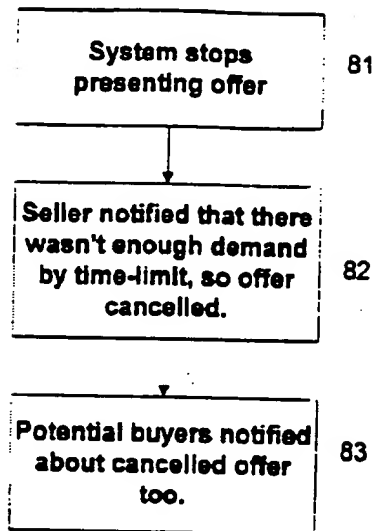 System stops
presenting offer
81
Seller notified that there
wasn't enough demand
by time-limit, so offer
cancelled.
82
Potential buyers notified
about cancelled offer
too.
83